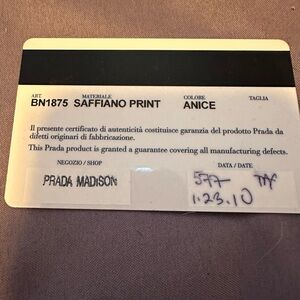 ART. MATERIALE COLORE TAGLIA
BN1875 SAFFIANO PRINT ANICE
Il presente certificato di autenticità costituisce garanzia del prodotto Prada da
difetti originari di fabbricazione.
This Prada product is granted a guarantee covering all manufacturing defects.
NEGOZIO / SHOP DATA / DATE
PRADA MADISON 577
1.23.10